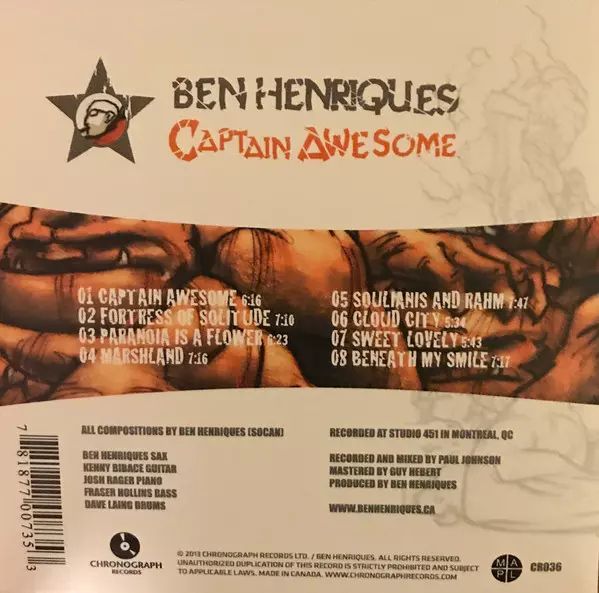 BEN HENRIQUES
CAPTAIN AWESOME
01 CAPTAIN AWESOME 6:16
02 FORTRESS OF SOLITUDE 7:10
03 PARANOIA IS A FLOWER 6:23
04 MARSHLAND 7:16
05 SOULIANIS AND RAHM 7:47
06 CLOUD CITY 5:34
07 SWEET LOVELY 5:43
08 BENEATH MY SMILE 7:17
ALL COMPOSITIONS BY BEN HENRIQUES (SOCAN)
BEN HENRIQUES SAX
KENNY BIBACE GUITAR
JOSH RAGER PIANO
FRASER HOLLINS BASS
DAVE LAING DRUMS
RECORDED AT STUDIO 451 IN MONTREAL, QC
RECORDED AND MIXED BY PAUL JOHNSON
MASTERED BY GUY HEBERT
PRODUCED BY BEN HENRIQUES
WWW.BENHENRIQUES.CA
7 81877 00735 3
CHRONOGRAPH
RECORDS
© 2013 CHRONOGRAPH RECORDS LTD. / BEN HENRIQUES. ALL RIGHTS RESERVED.
UNAUTHORIZED DUPLICATION OF THIS RECORD IS STRICTLY PROHIBITED AND SUBJECT
TO APPLICABLE LAWS. MADE IN CANADA. WWW.CHRONOGRAPHRECORDS.COM
M A
P L
CR036